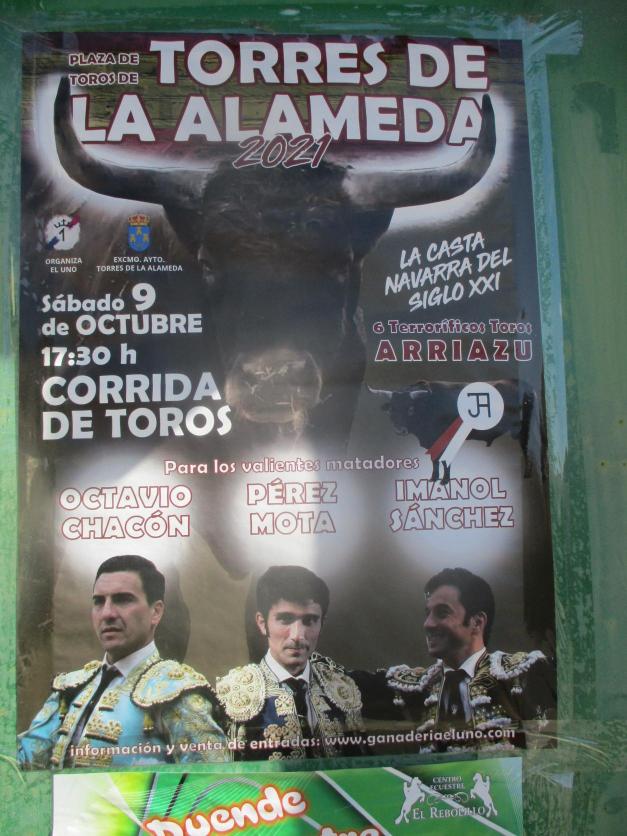 PLAZA DE
TOROS DE
TORRES DE
LA ALAMEDA
2021
1
ORGANIZA
EL UNO
EXCMO. AYTO.
TORRES DE LA ALAMEDA
Sábado 9
de OCTUBRE
17:30 h
CORRIDA
DE TOROS
LA CASTA
NAVARRA DEL
SIGLO XXI
6 Terroríficos Toros
ARRIAZU
JA
Para los valientes matadores
OCTAVIO
CHACÓN
PÉREZ
MOTA
IMANOL
SÁNCHEZ
información y venta de entradas: www.ganaderiaeluno.com
Duende
CENTRO
ECUESTRE
EL REBOLLO